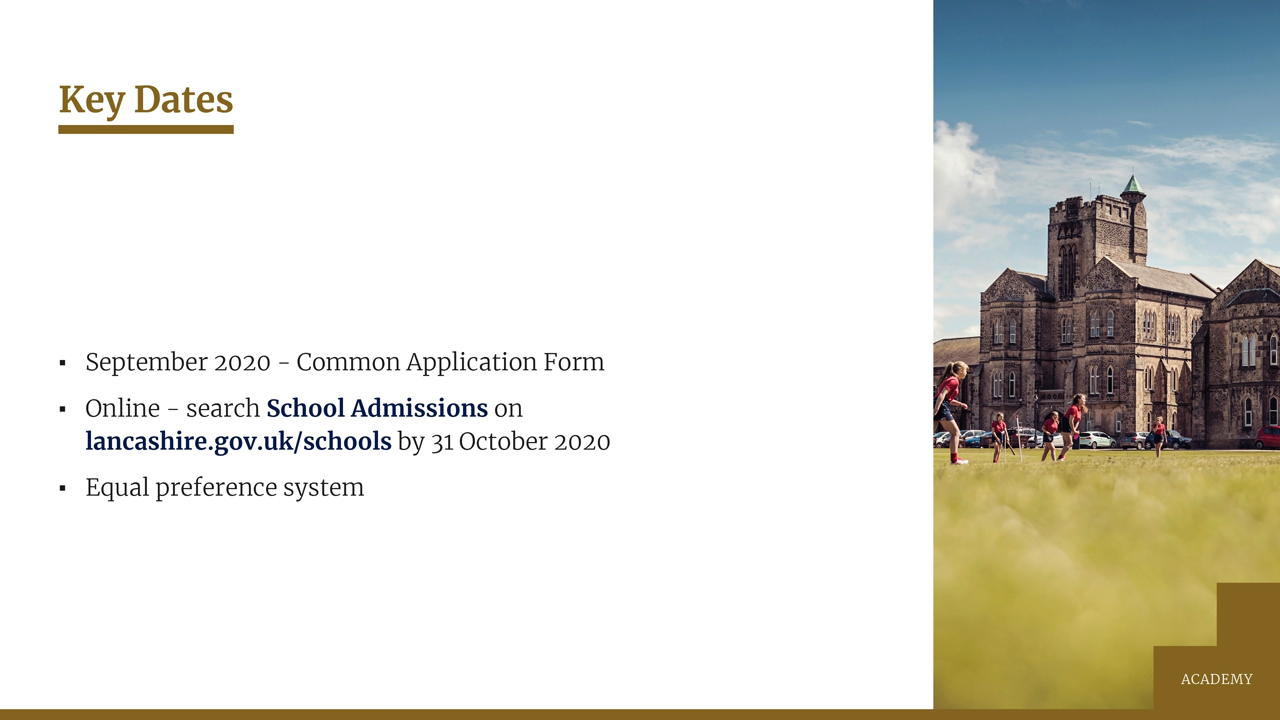 Key Dates
▪ September 2020 – Common Application Form
▪ Online – search School Admissions on
lancashire.gov.uk/schools by 31 October 2020
▪ Equal preference system
ACADEMY